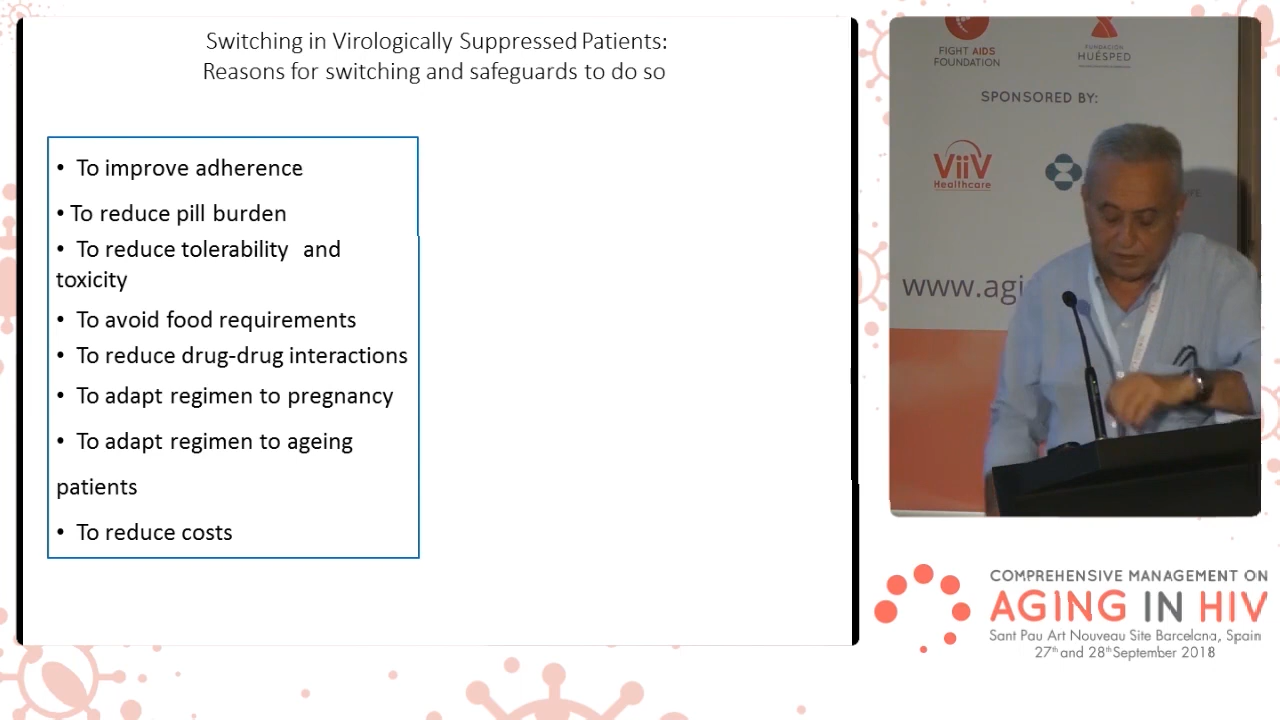 Switching in Virologically Suppressed Patients:
Reasons for switching and safeguards to do so
• To improve adherence
• To reduce pill burden
• To reduce tolerability and
toxicity
• To avoid food requirements
• To reduce drug-drug interactions
• To adapt regimen to pregnancy
• To adapt regimen to ageing
patients
• To reduce costs
FIGHT AIDS
FOUNDATION
FUNDACIÓN
HUÉSPED
SPONSORED BY:
ViiV
Healthcare
www.agi
COMPREHENSIVE MANAGEMENT ON
AGING IN HIV
Sant Pau Art Nouveau Site Barcelona, Spain
27th and 28th September 2018